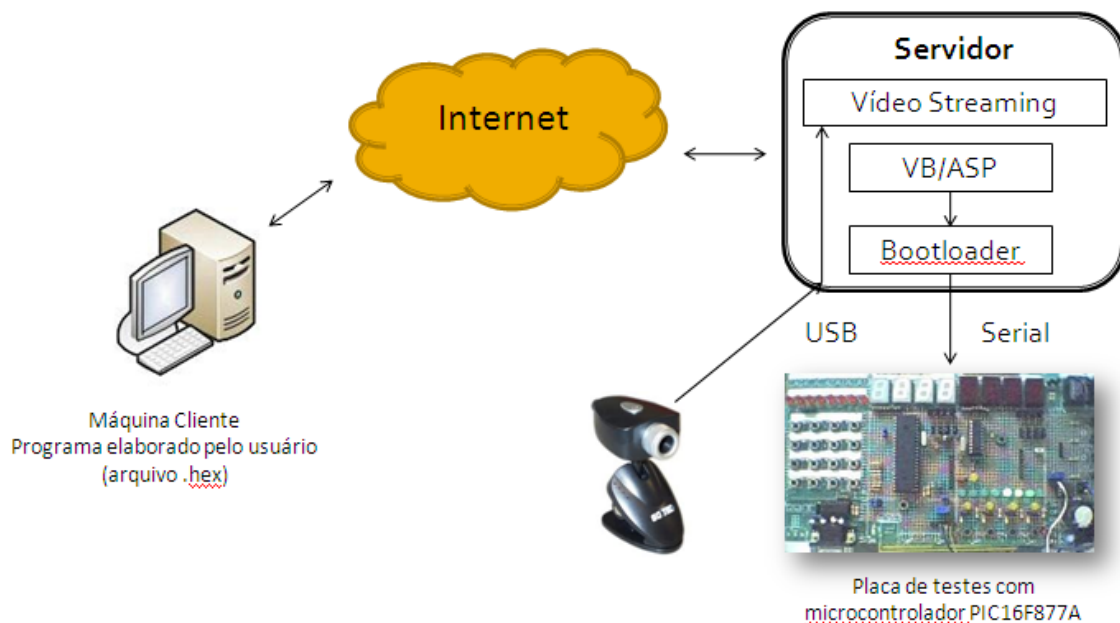 Servidor
Vídeo Streaming
Internet
VB/ASP
Bootloader
USB
Serial
Máquina Cliente
Programa elaborado pelo usuário
(arquivo .hex)
Placa de testes com
microcontrolador PIC16F877A